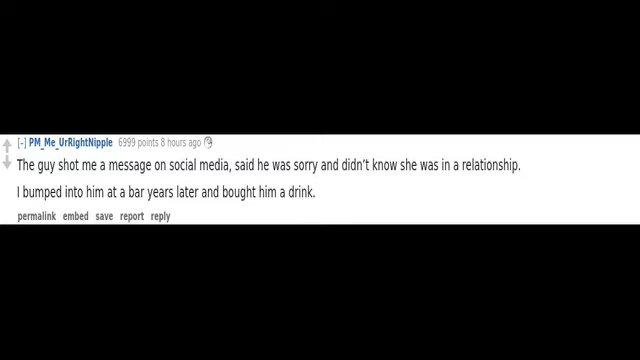 [-] PM_Me_UrRightNipple 6999 points 8 hours ago
The guy shot me a message on social media, said he was sorry and didn’t know she was in a relationship.
I bumped into him at a bar years later and bought him a drink.
permalink embed save report reply